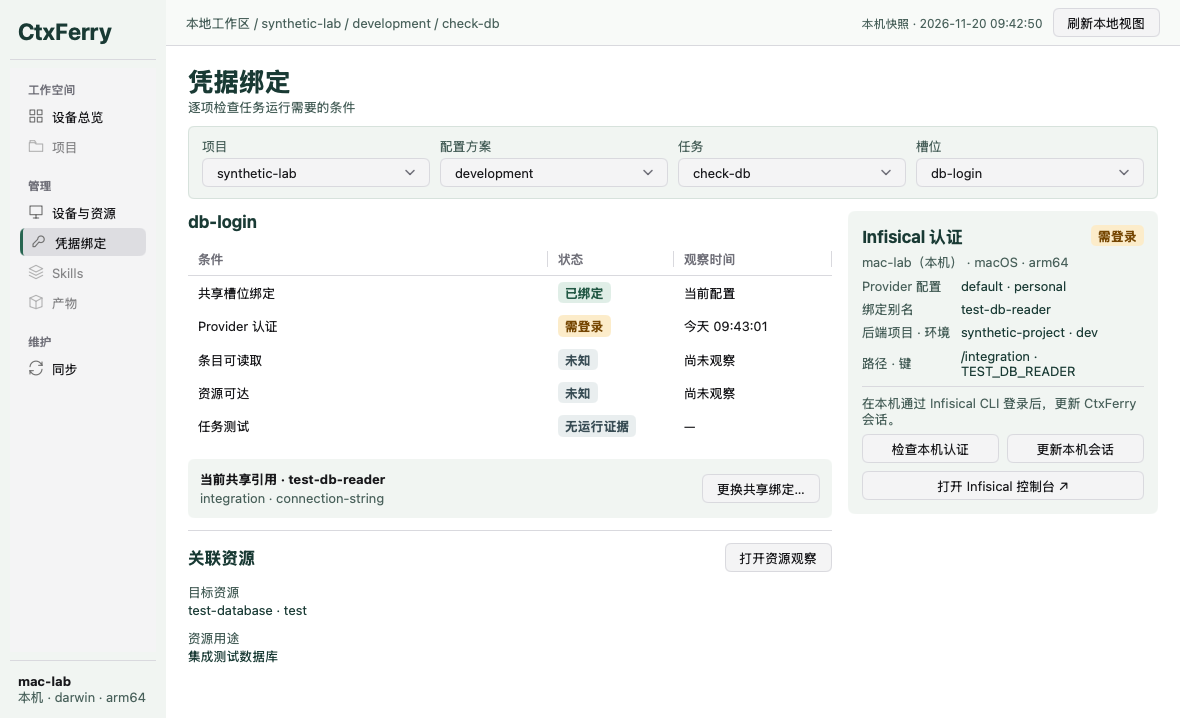 CtxFerry
本地工作区 / synthetic-lab / development / check-db
本机快照 · 2026-11-20 09:42:50
刷新本地视图
工作空间
设备总览
项目
管理
设备与资源
凭据绑定
Skills
产物
维护
同步
mac-lab
本机 · darwin · arm64
凭据绑定
逐项检查任务运行需要的条件
项目
配置方案
任务
槽位
synthetic-lab
development
check-db
db-login
db-login
条件 状态 观察时间
共享槽位绑定 已绑定 当前配置
Provider 认证 需登录 今天 09:43:01
条目可读取 未知 尚未观察
资源可达 未知 尚未观察
任务测试 无运行证据 —
当前共享引用 · test-db-reader
integration · connection-string
更换共享绑定...
关联资源
打开资源观察
目标资源
test-database · test
资源用途
集成测试数据库
Infisical 认证
需登录
mac-lab（本机） · macOS · arm64
Provider 配置 default · personal
绑定别名 test-db-reader
后端项目 · 环境 synthetic-project · dev
路径 · 键 /integration ·
TEST_DB_READER
在本机通过 Infisical CLI 登录后，更新 CtxFerry
会话。
检查本机认证
更新本机会话
打开 Infisical 控制台 ↗